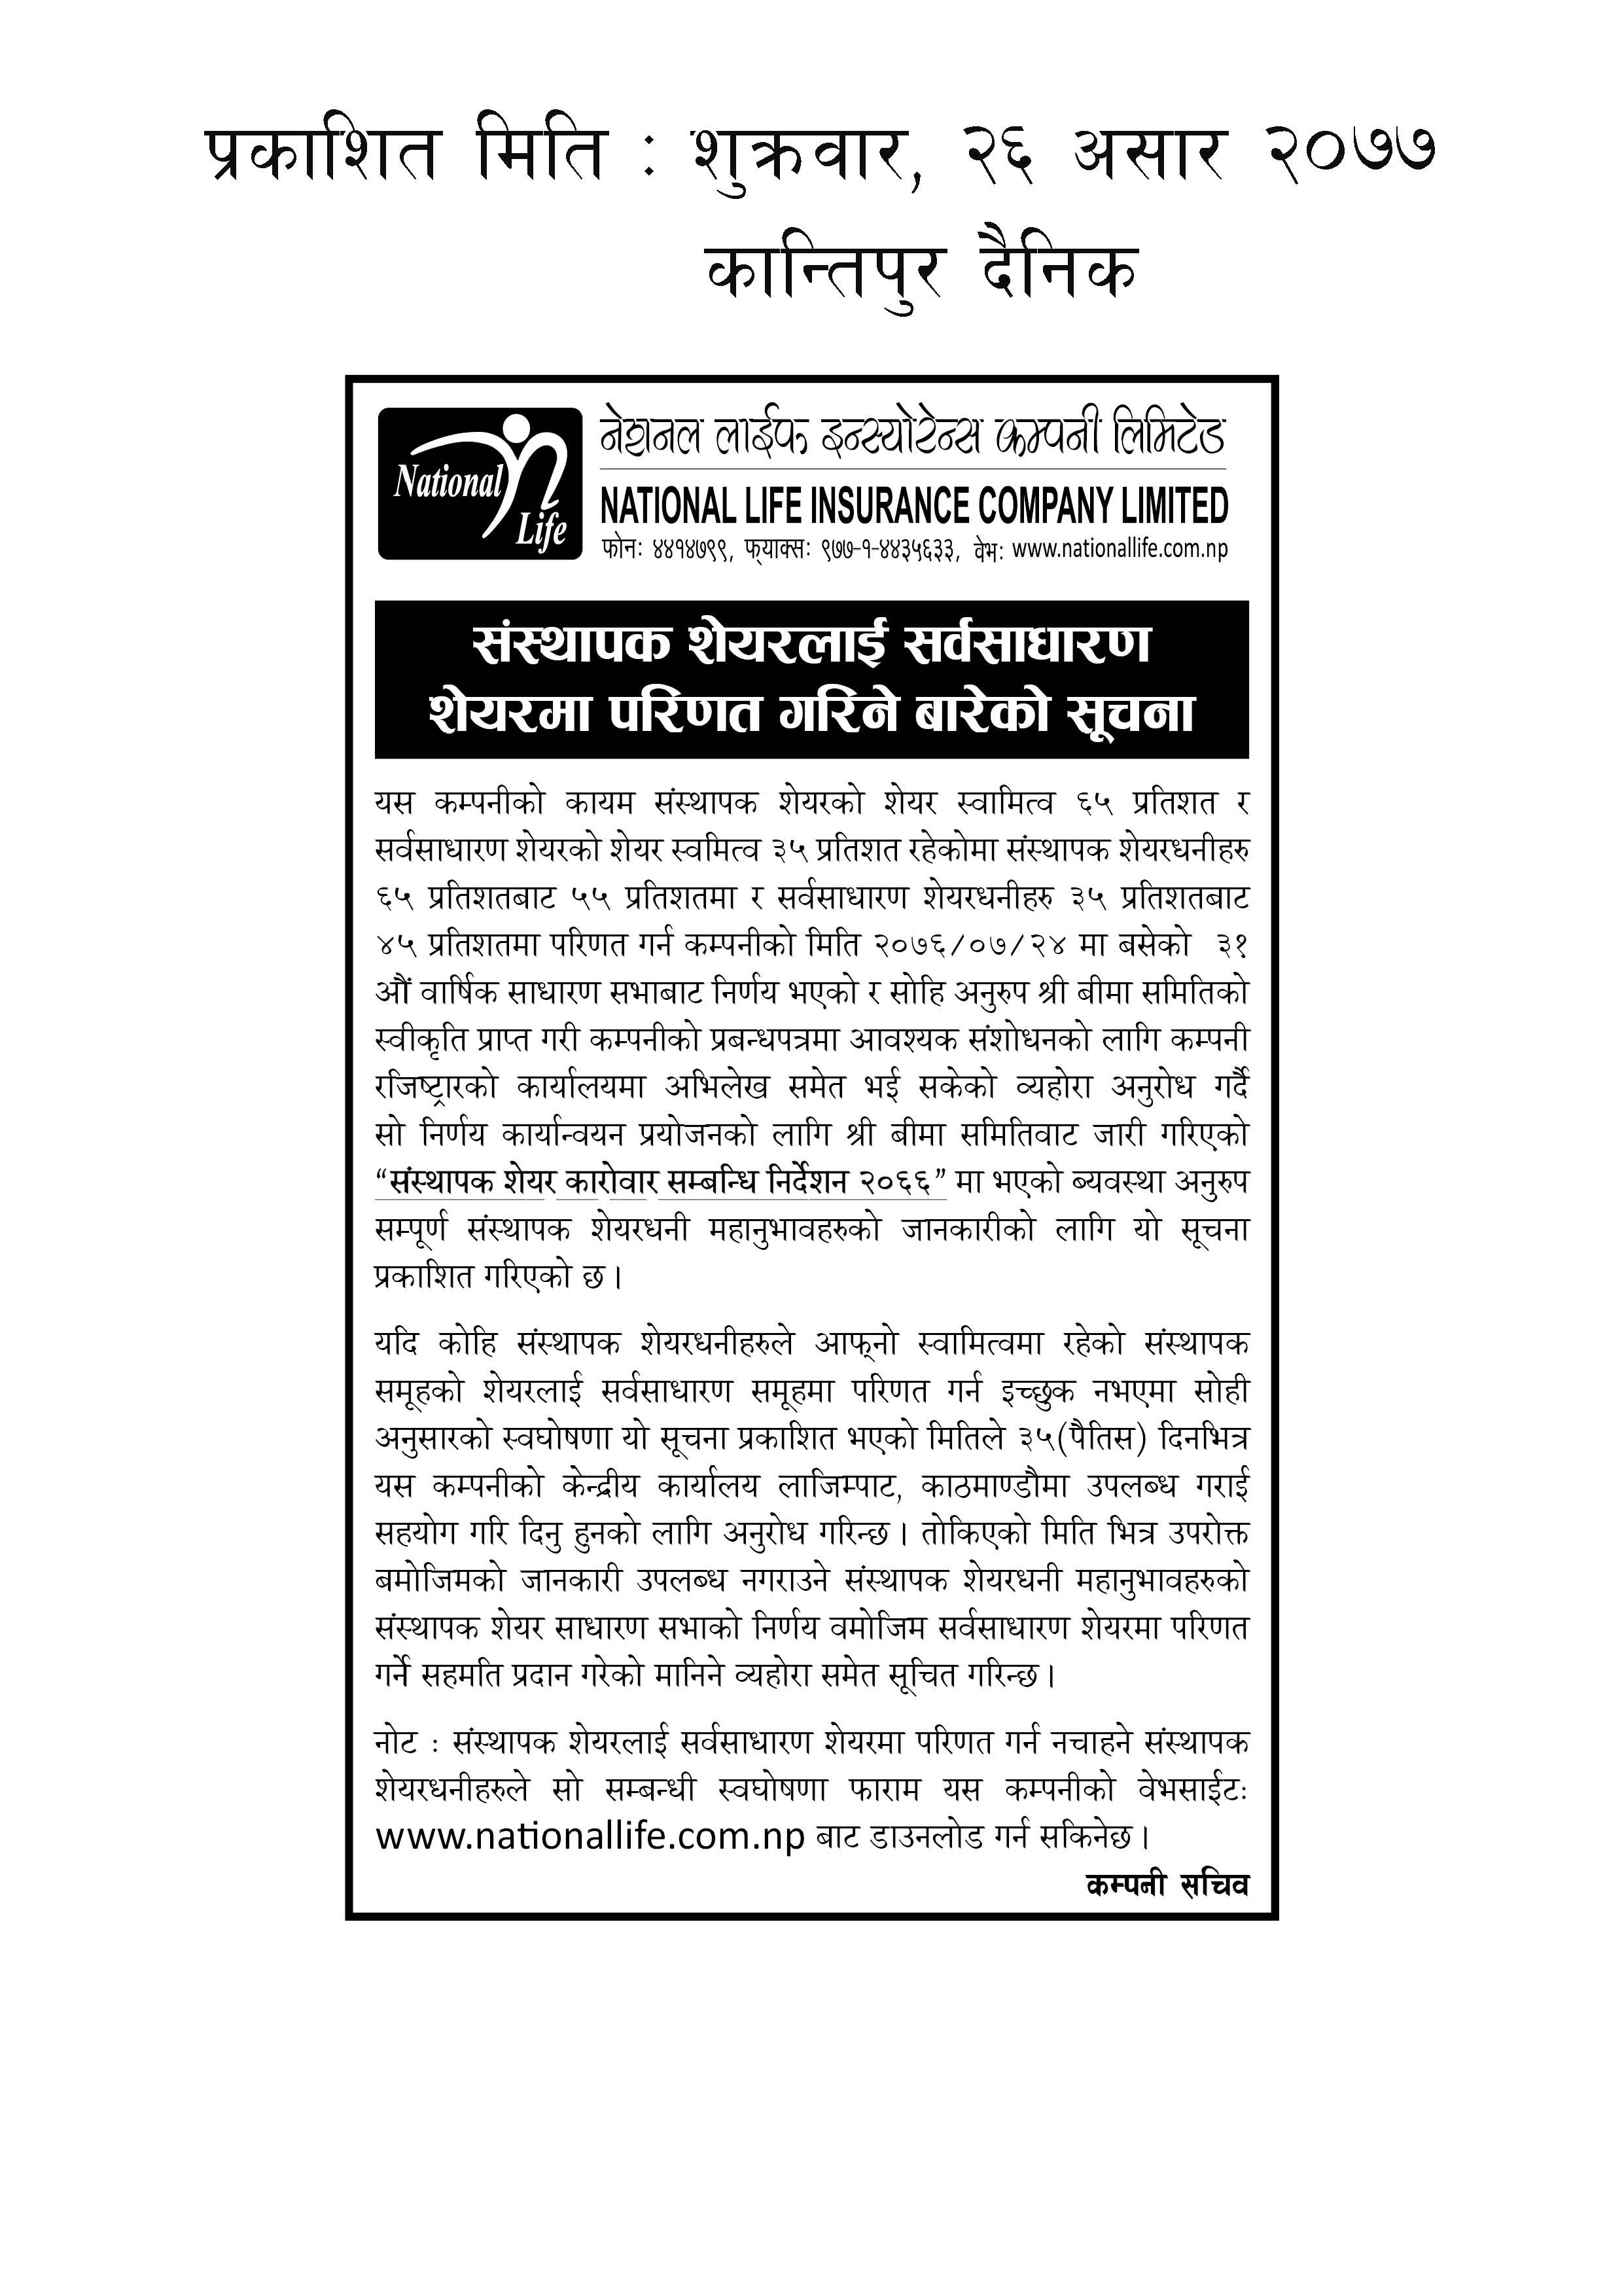 प्रकाशित मिति : शुक्रवार, २६ असार २०७७
कान्तिपुर दैनिक
National
Life
नेशनल लाईफ इन्स्योरेन्स कम्पनी लिमिटेड
NATIONAL LIFE INSURANCE COMPANY LIMITED
फोनः ४४१४७९९, फ्याक्सः ९७७-१-४४३५६३३, वेभः www.nationallife.com.np
संस्थापक शेयरलाई सर्वसाधारण
शेयरमा परिणत गरिने बारेको सूचना
यस कम्पनीको कायम संस्थापक शेयरको शेयर स्वामित्व ६५ प्रतिशत र
सर्वसाधारण शेयरको शेयर स्वमित्व ३५ प्रतिशत रहेकोमा संस्थापक शेयरधनीहरु
६५ प्रतिशतबाट ५५ प्रतिशतमा र सर्वसाधारण शेयरधनीहरु ३५ प्रतिशतबाट
४५ प्रतिशतमा परिणत गर्न कम्पनीको मिति २०७६/०७/२४ मा बसेको ३१
औं वार्षिक साधारण सभाबाट निर्णय भएको र सोहि अनुरुप श्री बीमा समितिको
स्वीकृति प्राप्त गरी कम्पनीको प्रबन्धपत्रमा आवश्यक संशोधनको लागि कम्पनी
रजिष्ट्रारको कार्यालयमा अभिलेख समेत भई सकेको व्यहोरा अनुरोध गर्दै
सो निर्णय कार्यान्वयन प्रयोजनको लागि श्री बीमा समितिवाट जारी गरिएको
“संस्थापक शेयर कारोवार सम्बन्धि निर्देशन २०६६” मा भएको ब्यवस्था अनुरुप
सम्पूर्ण संस्थापक शेयरधनी महानुभावहरुको जानकारीको लागि यो सूचना
प्रकाशित गरिएको छ।
यदि कोहि संस्थापक शेयरधनीहरुले आफ्‌नो स्वामित्वमा रहेको संस्थापक
समूहको शेयरलाई सर्वसाधारण समूहमा परिणत गर्न इच्छुक नभएमा सोही
अनुसारको स्वघोषणा यो सूचना प्रकाशित भएको मितिले ३५(पैतिस) दिनभित्र
यस कम्पनीको केन्द्रीय कार्यालय लाजिम्पाट, काठमाण्डौमा उपलब्ध गराई
सहयोग गरि दिनु हुनको लागि अनुरोध गरिन्छ। तोकिएको मिति भित्र उपरोक्त
बमोजिमको जानकारी उपलब्ध नगराउने संस्थापक शेयरधनी महानुभावहरुको
संस्थापक शेयर साधारण सभाको निर्णय वमोजिम सर्वसाधारण शेयरमा परिणत
गर्ने सहमति प्रदान गरेको मानिने व्यहोरा समेत सूचित गरिन्छ।
नोट : संस्थापक शेयरलाई सर्वसाधारण शेयरमा परिणत गर्न नचाहने संस्थापक
शेयरधनीहरुले सो सम्बन्धी स्वघोषणा फाराम यस कम्पनीको वेभसाईटः
www.nationallife.com.np बाट डाउनलोड गर्न सकिनेछ।
कम्पनी सचिव